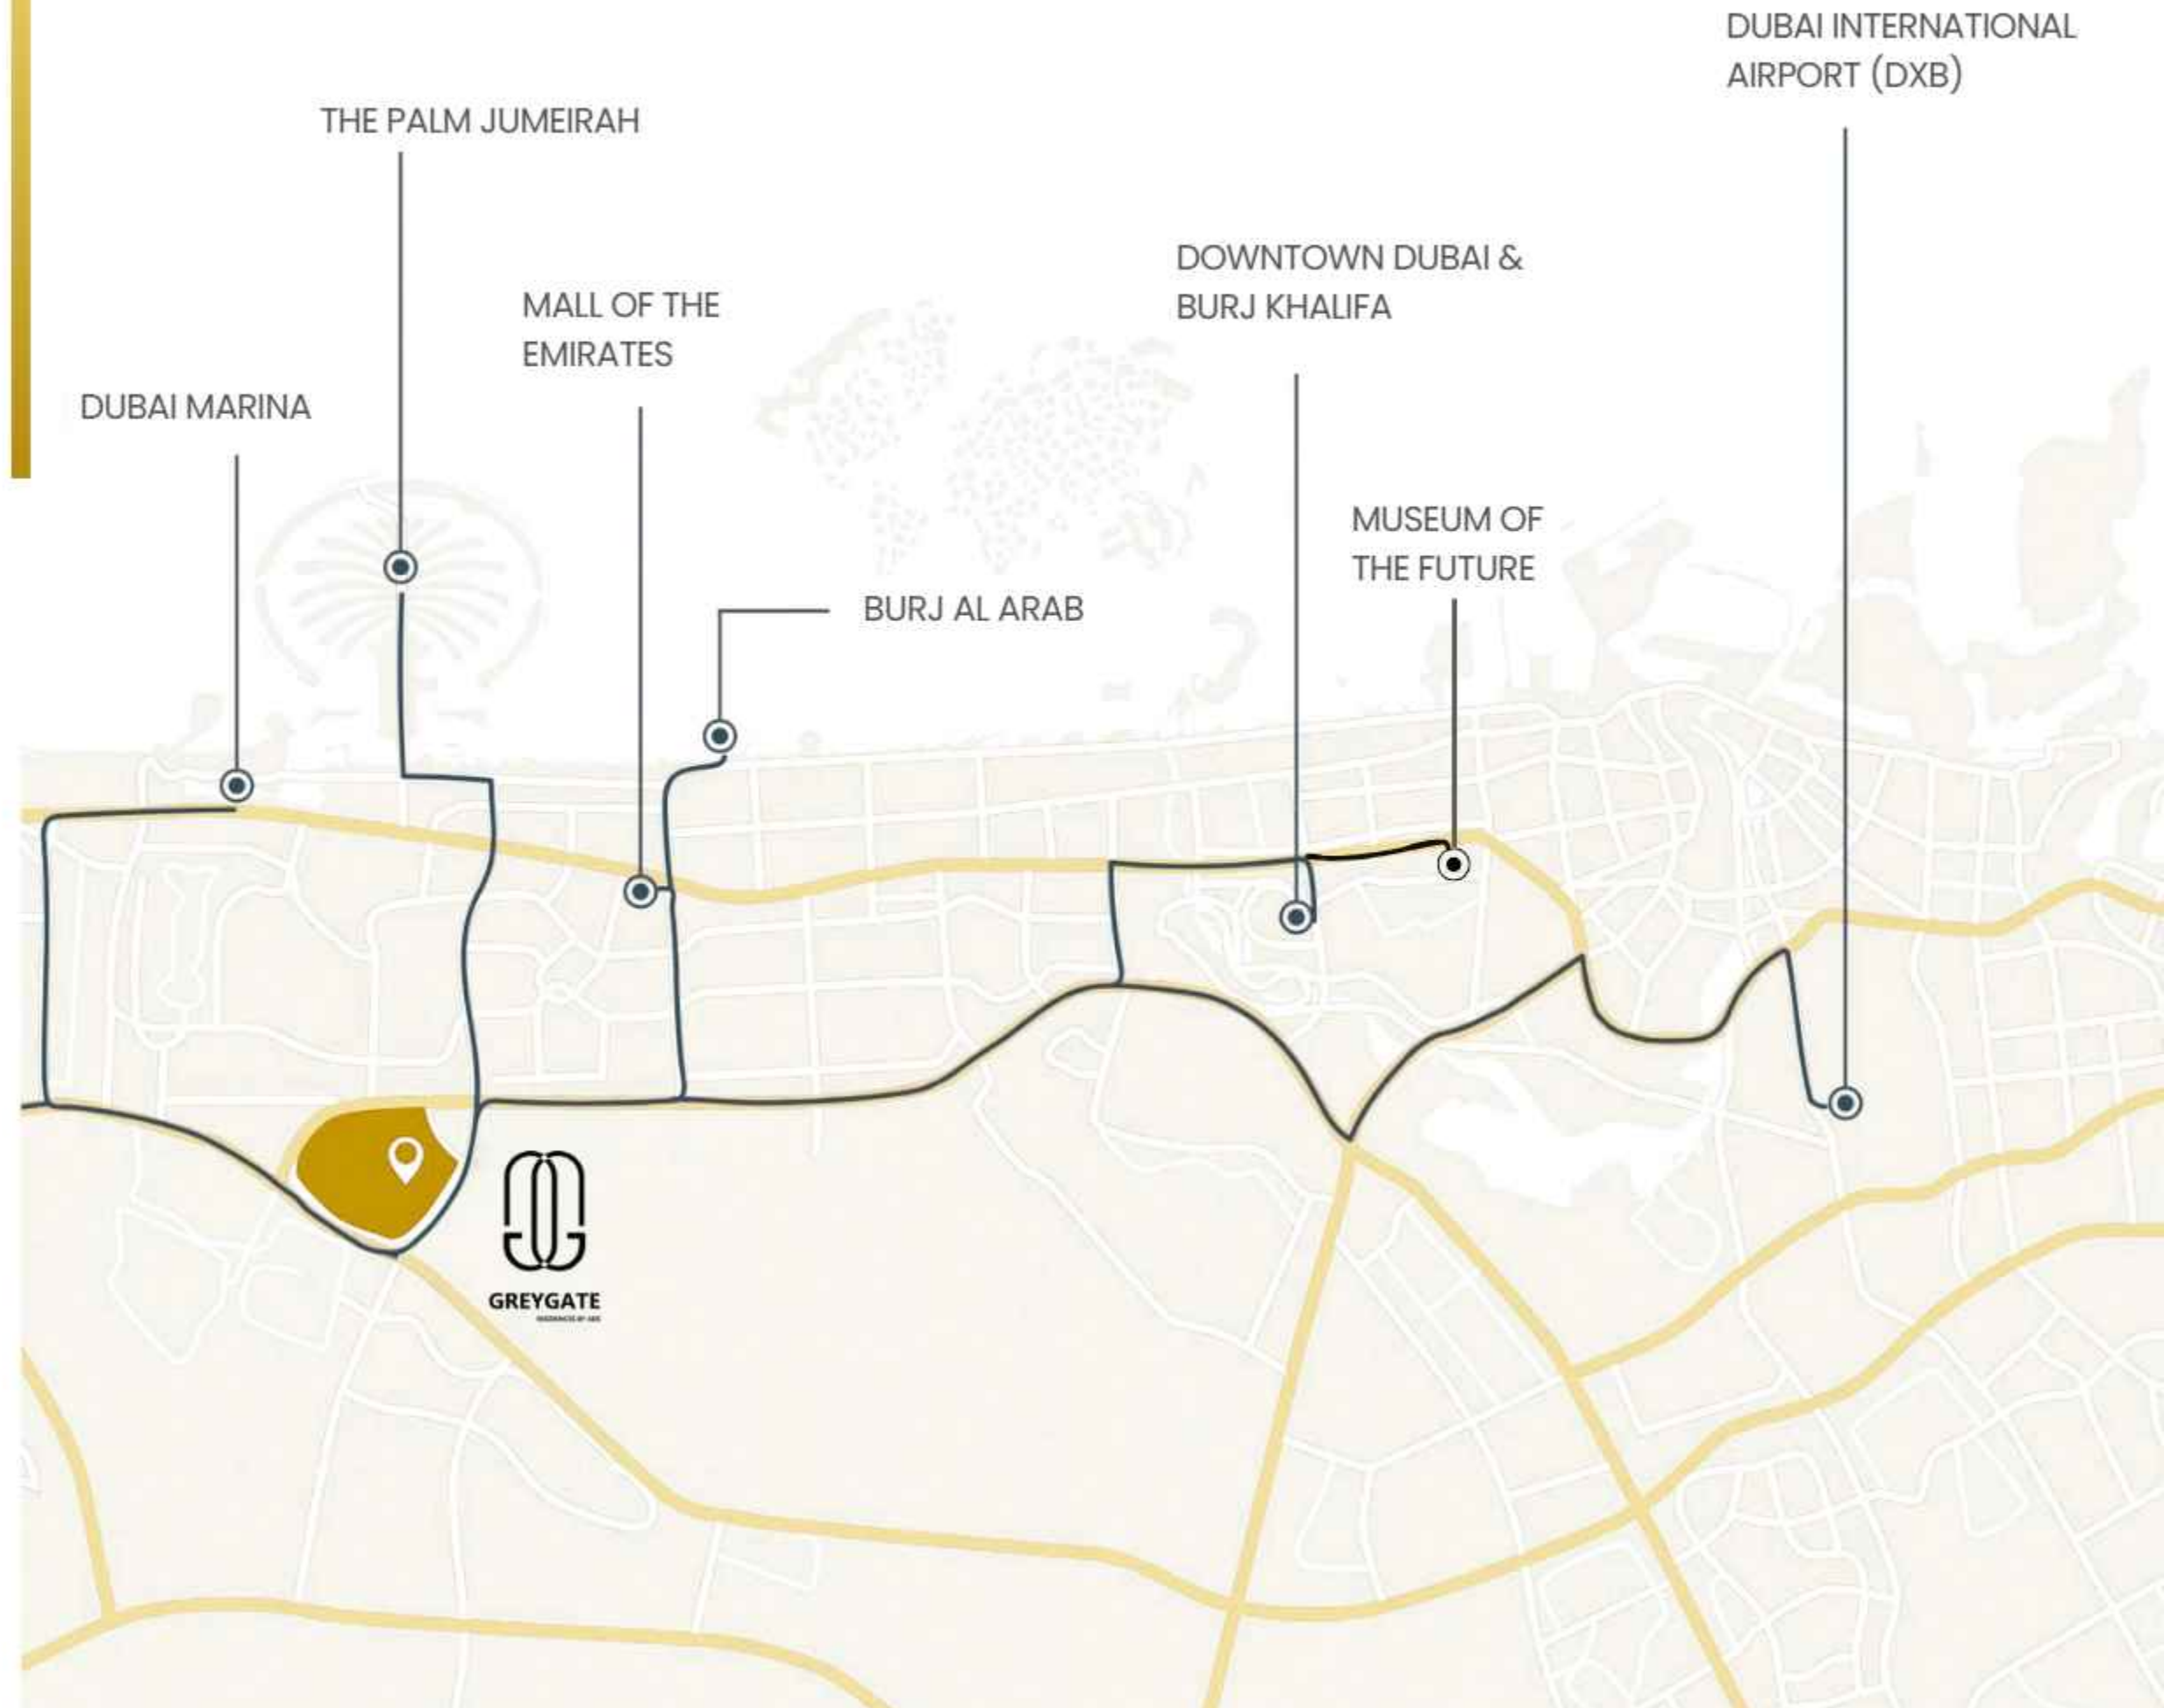 DUBAI INTERNATIONAL
AIRPORT (DXB)
THE PALM JUMEIRAH
DOWNTOWN DUBAI &
BURJ KHALIFA
MALL OF THE
EMIRATES
DUBAI MARINA
MUSEUM OF
THE FUTURE
BURJ AL ARAB
GREYGATE